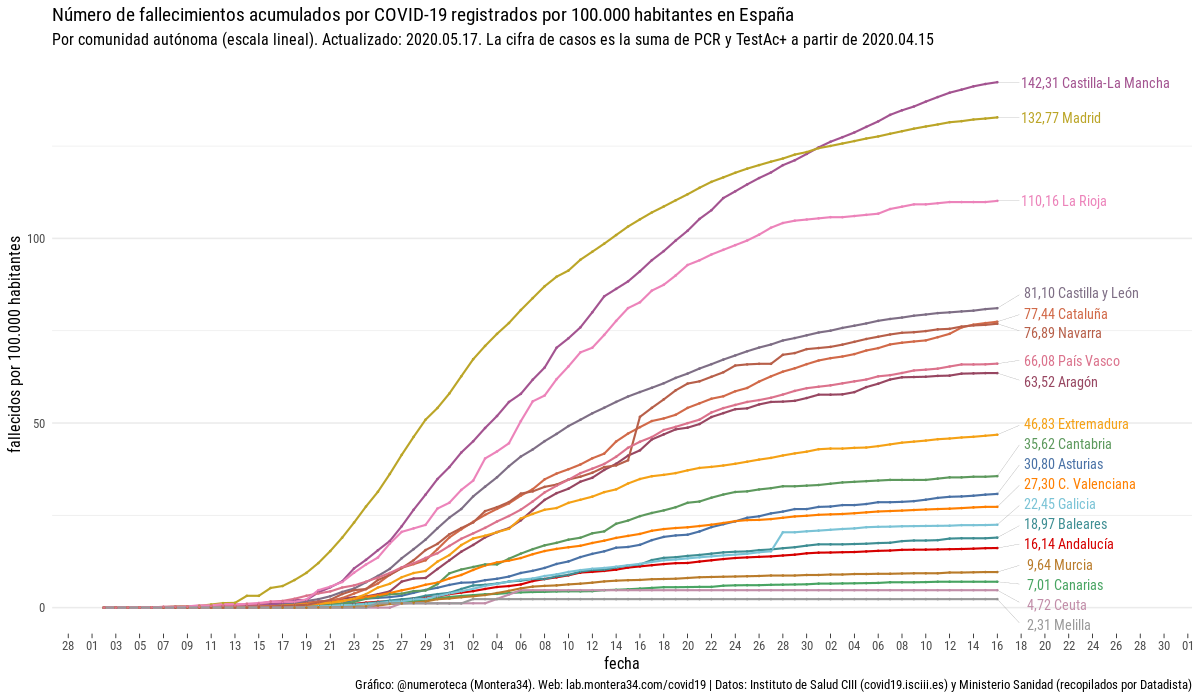 Número de fallecimientos acumulados por COVID-19 registrados por 100.000 habitantes en España
Por comunidad autónoma (escala lineal). Actualizado: 2020.05.17. La cifra de casos es la suma de PCR y TestAc+ a partir de 2020.04.15
fallecidos por 100.000 habitantes
100
50
0
142,31 Castilla-La Mancha
132,77 Madrid
110,16 La Rioja
81,10 Castilla y León
77,44 Cataluña
76,89 Navarra
66,08 País Vasco
63,52 Aragón
46,83 Extremadura
35,62 Cantabria
30,80 Asturias
27,30 C. Valenciana
22,45 Galicia
18,97 Baleares
16,14 Andalucía
9,64 Murcia
7,01 Canarias
4,72 Ceuta
2,31 Melilla
28 01 03 05 07 09 11 13 15 17 19 21 23 25 27 29 31 02 04 06 08 10 12 14 16 18 20 22 24 26 28 30 02 04 06 08 10 12 14 16 18 20 22 24 26 28 30 01
fecha
Gráfico: @numeroteca (Montera34). Web: lab.montera34.com/covid19 | Datos: Instituto de Salud CIII (covid19.isciii.es) y Ministerio Sanidad (recopilados por Datadista)